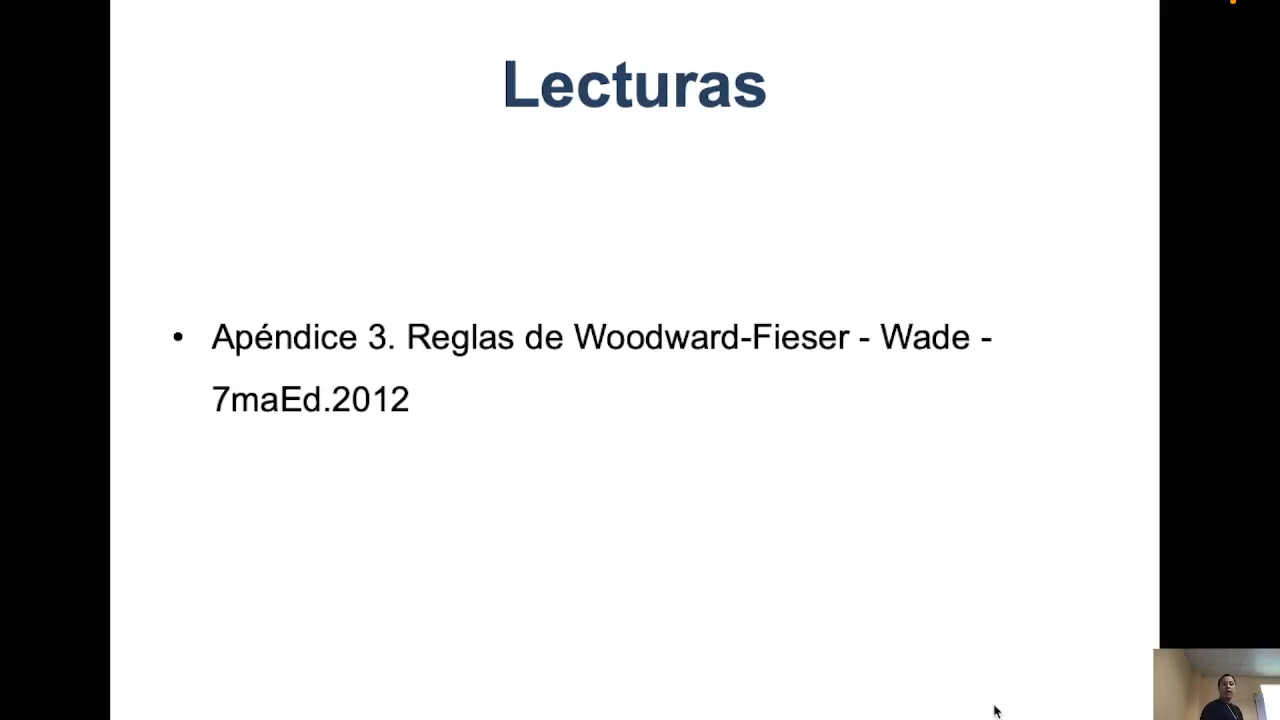 Lecturas
• Apéndice 3. Reglas de Woodward-Fieser - Wade -
7maEd.2012